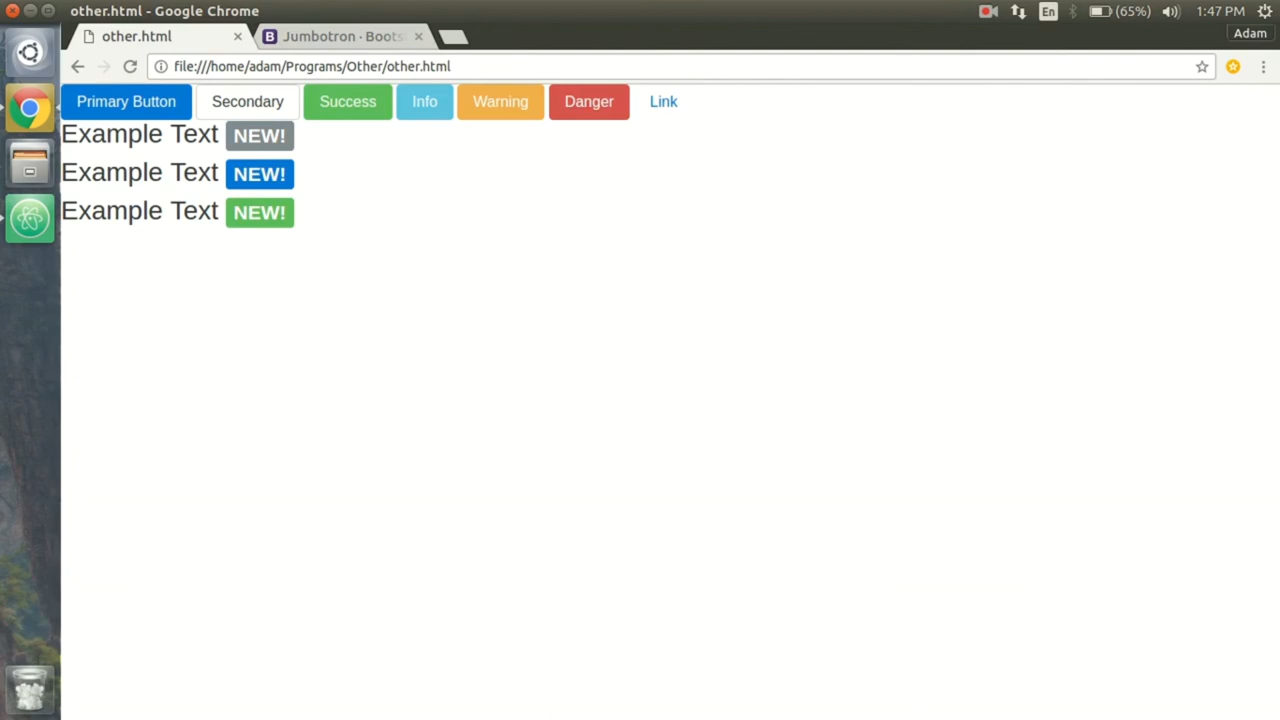 other.html - Google Chrome
En
(65%)
1:47 PM
other.html
Jumbotron · Boots
Adam
file:///home/adam/Programs/Other/other.html
Primary Button
Secondary
Success
Info
Warning
Danger
Link
Example Text NEW!
Example Text NEW!
Example Text NEW!